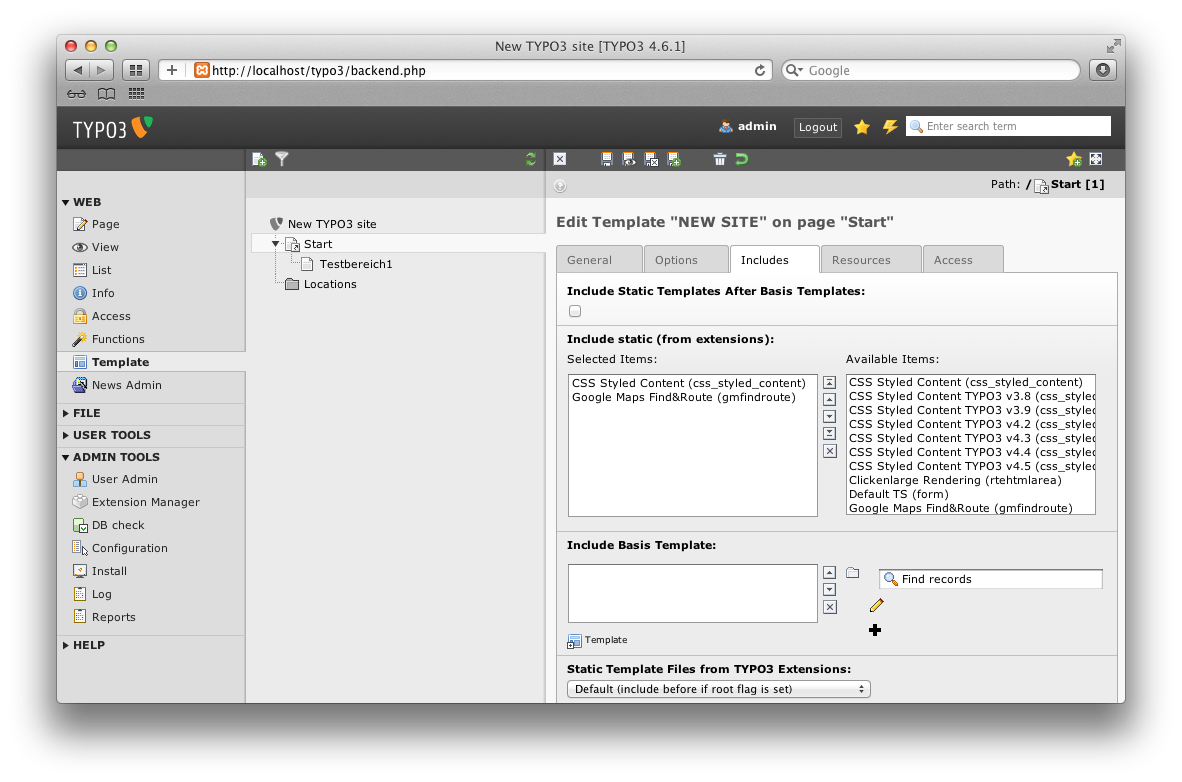 New TYPO3 site [TYPO3 4.6.1]
http://localhost/typo3/backend.php
Google
TYPO3
admin
Logout
Enter search term
Path: / Start [1]
WEB
Page
View
List
Info
Access
Functions
Template
News Admin
FILE
USER TOOLS
ADMIN TOOLS
User Admin
Extension Manager
DB check
Configuration
Install
Log
Reports
HELP
New TYPO3 site
Start
Testbereich1
Locations
Edit Template "NEW SITE" on page "Start"
General Options Includes Resources Access
Include Static Templates After Basis Templates:
Include static (from extensions):
Selected Items:
CSS Styled Content (css_styled_content)
Google Maps Find&Route (gmfindroute)
Available Items:
CSS Styled Content (css_styled_content)
CSS Styled Content TYPO3 v3.8 (css_styled
CSS Styled Content TYPO3 v3.9 (css_styled
CSS Styled Content TYPO3 v4.2 (css_styled
CSS Styled Content TYPO3 v4.3 (css_styled
CSS Styled Content TYPO3 v4.4 (css_styled
CSS Styled Content TYPO3 v4.5 (css_styled
Clickenlarge Rendering (rtehtmlarea)
Default TS (form)
Google Maps Find&Route (gmfindroute)
Include Basis Template:
Find records
Template
Static Template Files from TYPO3 Extensions:
Default (include before if root flag is set)